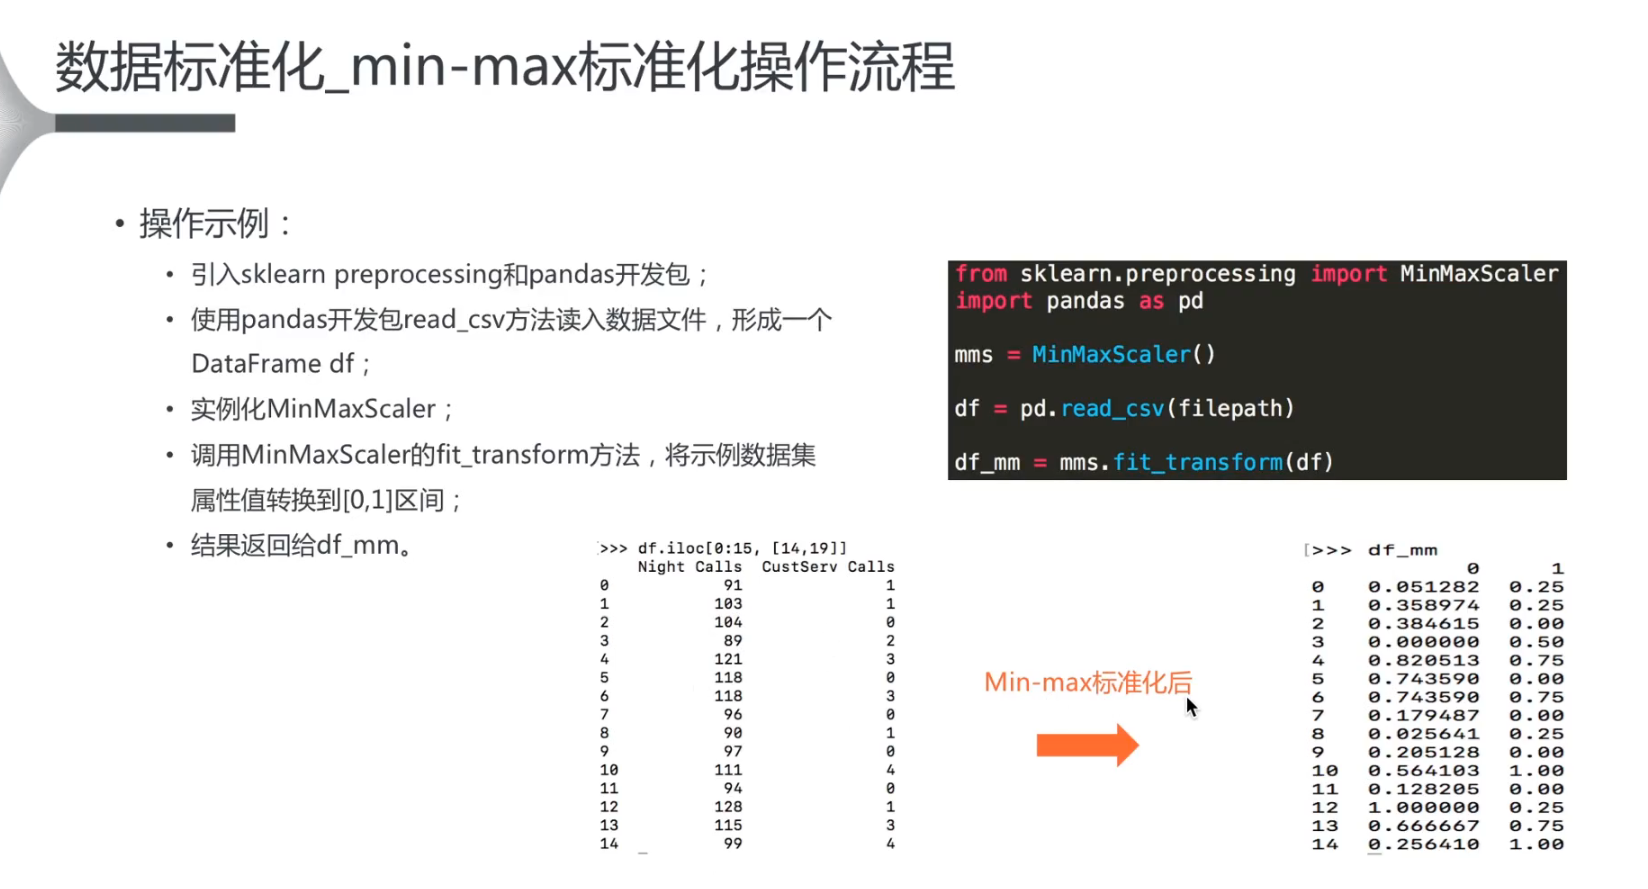 数据标准化_min-max标准化操作流程
• 操作示例：
• 引入sklearn preprocessing和pandas开发包；
• 使用pandas开发包read_csv方法读入数据文件，形成一个
DataFrame df；
• 实例化MinMaxScaler；
• 调用MinMaxScaler的fit_transform方法，将示例数据集
属性值转换到[0,1]区间；
• 结果返回给df_mm。
from sklearn.preprocessing import MinMaxScaler
import pandas as pd
mms = MinMaxScaler()
df = pd.read_csv(filepath)
df_mm = mms.fit_transform(df)
>>> df.iloc[0:15, [14,19]]
Night Calls CustServ Calls
0 91 1
1 103 1
2 104 0
3 89 2
4 121 3
5 118 0
6 118 3
7 96 0
8 90 1
9 97 0
10 111 4
11 94 0
12 128 1
13 115 3
14 99 4
Min-max标准化后
[>>> df_mm
0 1
0 0.051282 0.25
1 0.358974 0.25
2 0.384615 0.00
3 0.000000 0.50
4 0.820513 0.75
5 0.743590 0.00
6 0.743590 0.75
7 0.179487 0.00
8 0.025641 0.25
9 0.205128 0.00
10 0.564103 1.00
11 0.128205 0.00
12 1.000000 0.25
13 0.666667 0.75
14 0.256410 1.00